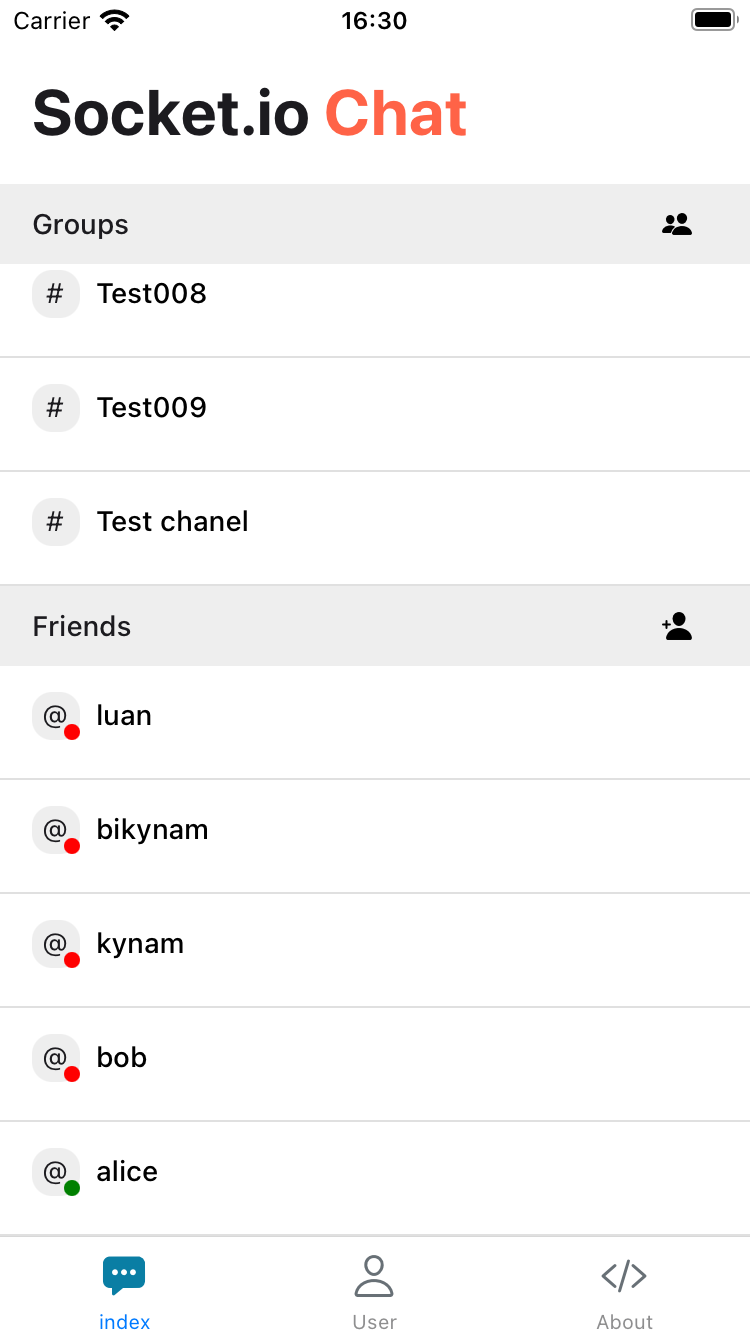 Carrier 16:30
Socket.io Chat
Groups
# Test008
# Test009
# Test chanel
Friends
@ luan
@ bikynam
@ kynam
@ bob
@ alice
index User About